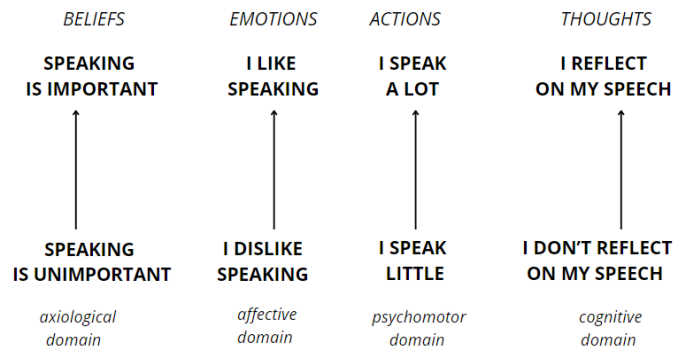 BELIEFS EMOTIONS ACTIONS THOUGHTS
SPEAKING
IS IMPORTANT
I LIKE
SPEAKING
I SPEAK
A LOT
I REFLECT
ON MY SPEECH
SPEAKING
IS UNIMPORTANT
I DISLIKE
SPEAKING
I SPEAK
LITTLE
I DON’T REFLECT
ON MY SPEECH
axiological
domain
affective
domain
psychomotor
domain
cognitive
domain